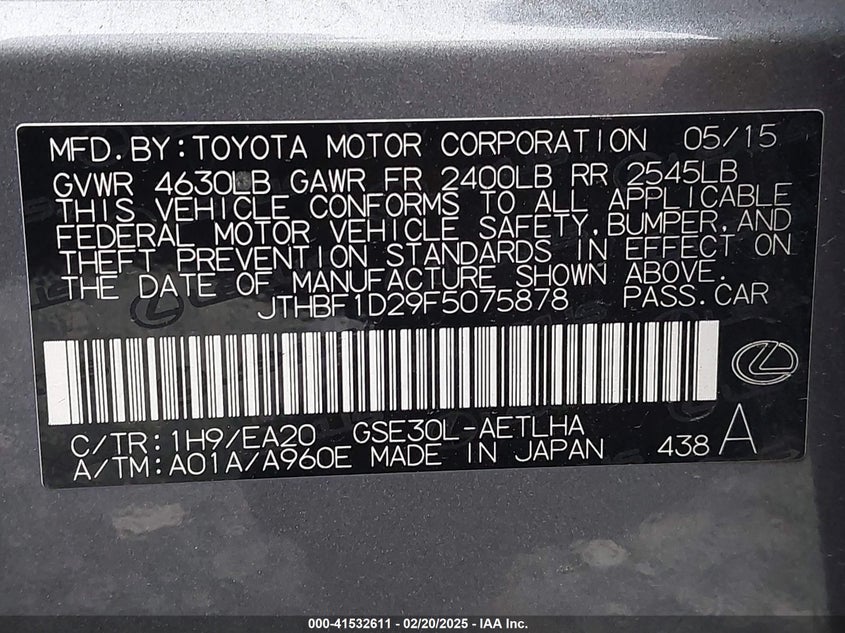 MFD.BY:TOYOTA MOTOR CORPORATION 05/15
GVWR 4630LB GAWR FR 2400LB RR 2545LB
THIS VEHICLE CONFORMS TO ALL APPLICABLE
FEDERAL MOTOR VEHICLE SAFETY,BUMPER,AND
THEFT PREVENTION STANDARDS IN EFFECT ON
THE DATE OF MANUFACTURE SHOWN ABOVE.
JTHBF1D29F5075878 PASS.CAR
C/TR:1H9/EA20 GSE30L-AETLHA
A/TM:A01A/A960E MADE IN JAPAN 438 A
000-41532611 - 02/20/2025 - IAA Inc.